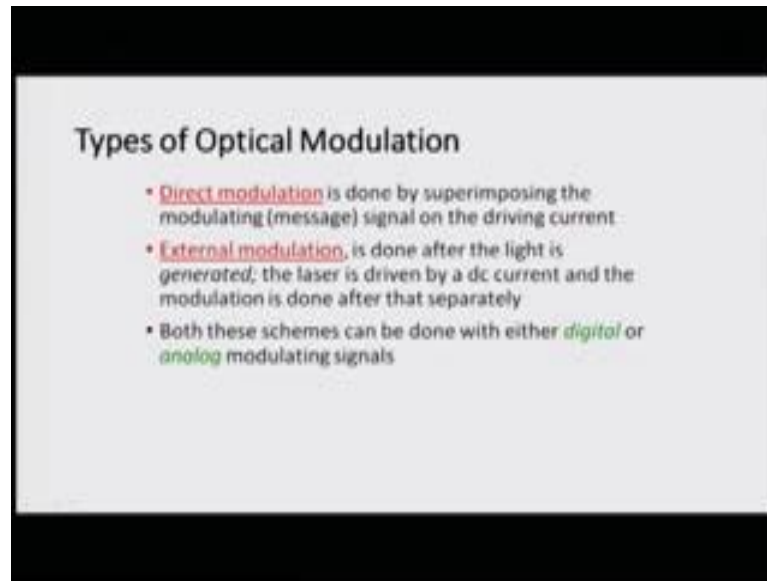 Types of Optical Modulation
• Direct modulation is done by superimposing the
modulating (message) signal on the driving current
• External modulation, is done after the light is
generated; the laser is driven by a dc current and the
modulation is done after that separately
• Both these schemes can be done with either digital or
analog modulating signals